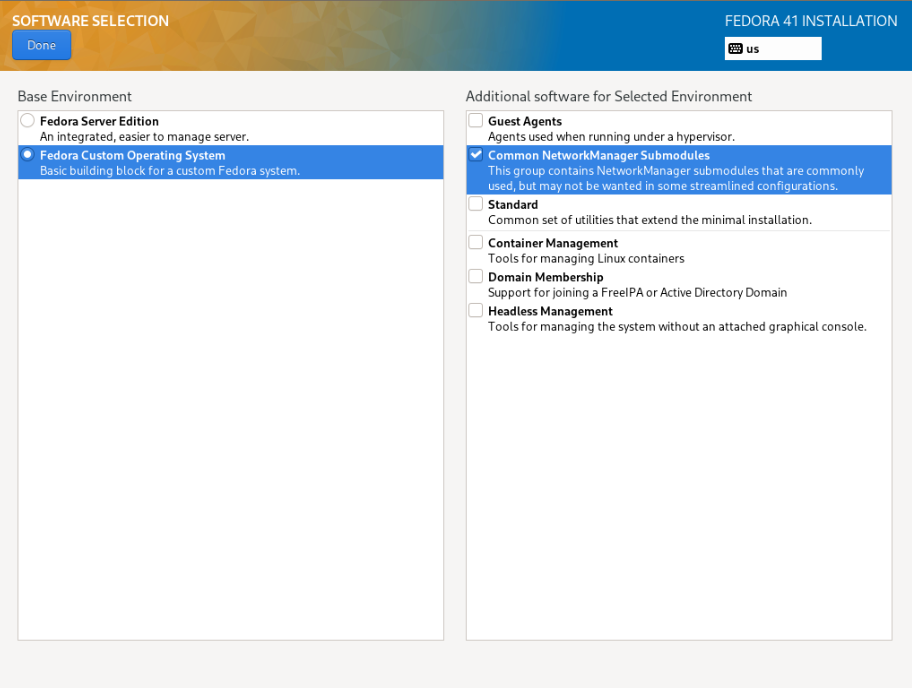 SOFTWARE SELECTION
FEDORA 41 INSTALLATION
Done
us
Base Environment
Fedora Server Edition
An integrated, easier to manage server.
Fedora Custom Operating System
Basic building block for a custom Fedora system.
Additional software for Selected Environment
Guest Agents
Agents used when running under a hypervisor.
Common NetworkManager Submodules
This group contains NetworkManager submodules that are commonly
used, but may not be wanted in some streamlined configurations.
Standard
Common set of utilities that extend the minimal installation.
Container Management
Tools for managing Linux containers
Domain Membership
Support for joining a FreeIPA or Active Directory Domain
Headless Management
Tools for managing the system without an attached graphical console.